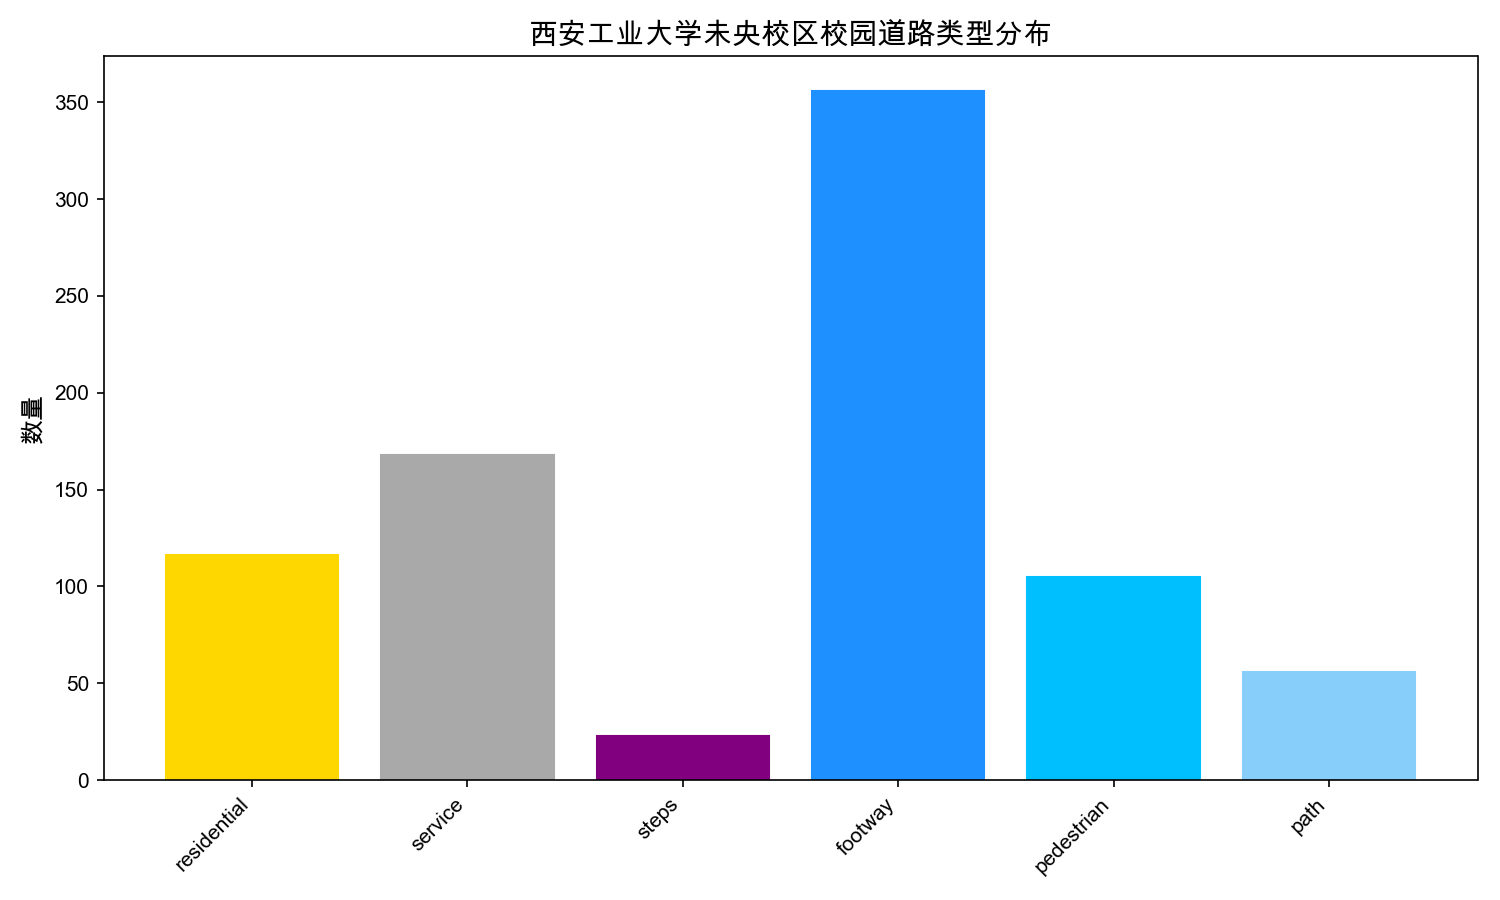 西安工业大学未央校区校园道路类型分布
数量
350
300
250
200
150
100
50
0
residential
service
steps
footway
pedestrian
path